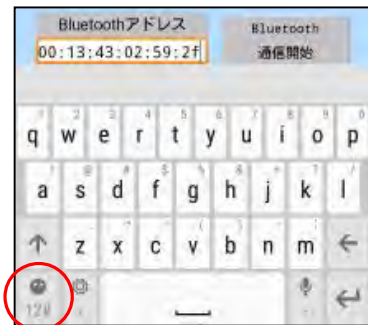 Bluetoothアドレス
Bluetooth
00:13:43:02:59:2f
通信開始
q w e r t y u i o p
a s d f g h j k l
z x c v b n m
12#